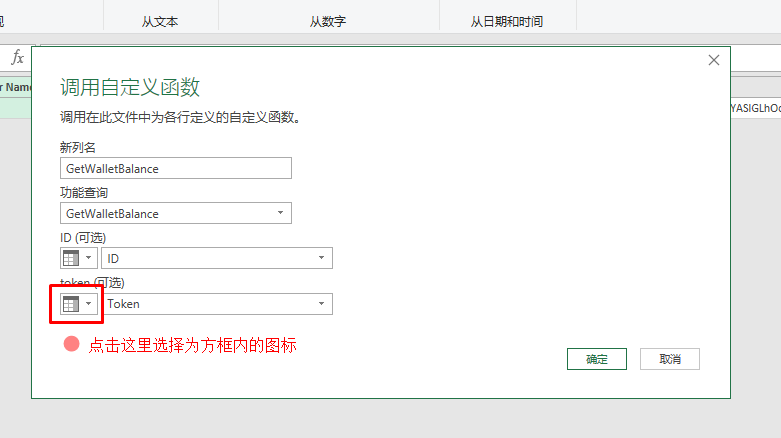 从文本
从数字
从日期和时间
fx
r Name
YASIGLhOc
调用自定义函数
调用在此文件中为各行定义的自定义函数。
新列名
GetWalletBalance
功能查询
GetWalletBalance
ID (可选)
ID
token (可选)
Token
点击这里选择为方框内的图标
确定
取消